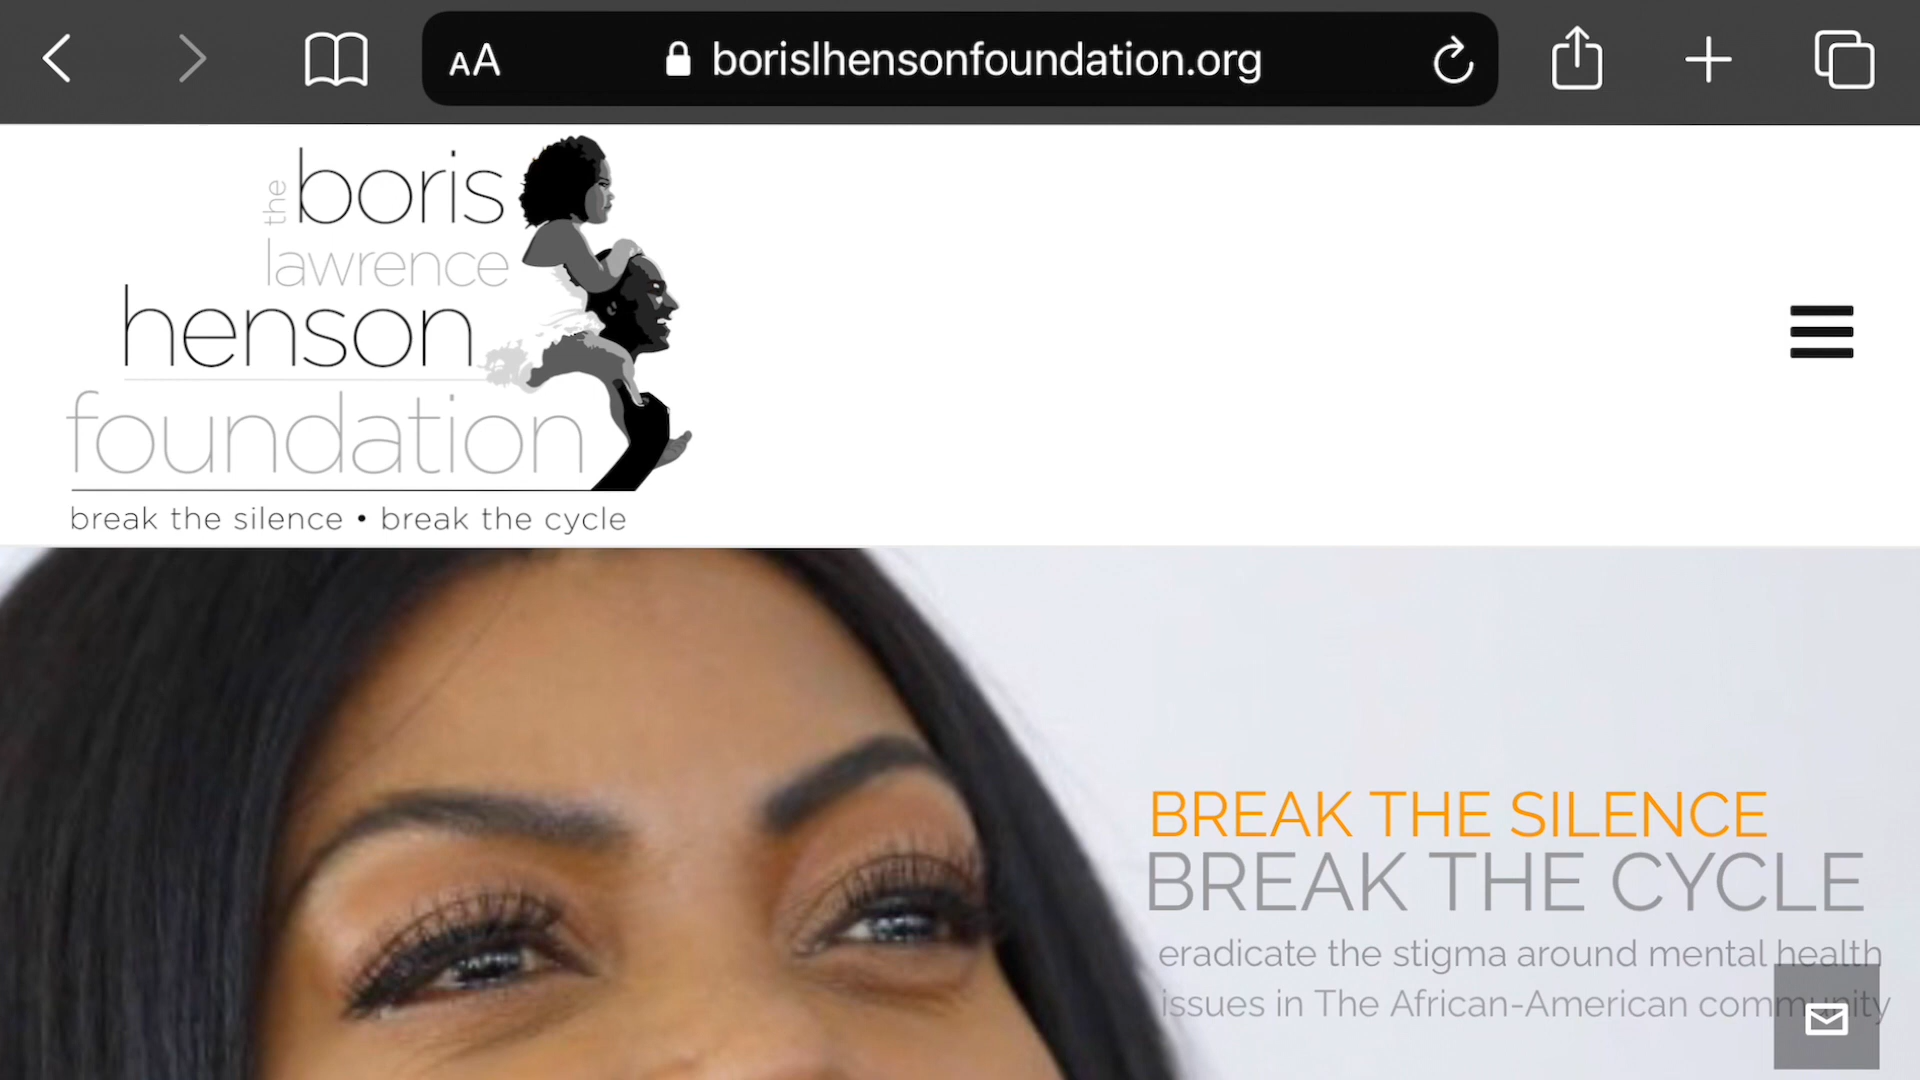 AA
borislhensonfoundation.org
the boris
lawrence
henson
foundation
break the silence • break the cycle
BREAK THE SILENCE
BREAK THE CYCLE
eradicate the stigma around mental health
issues in The African-American community